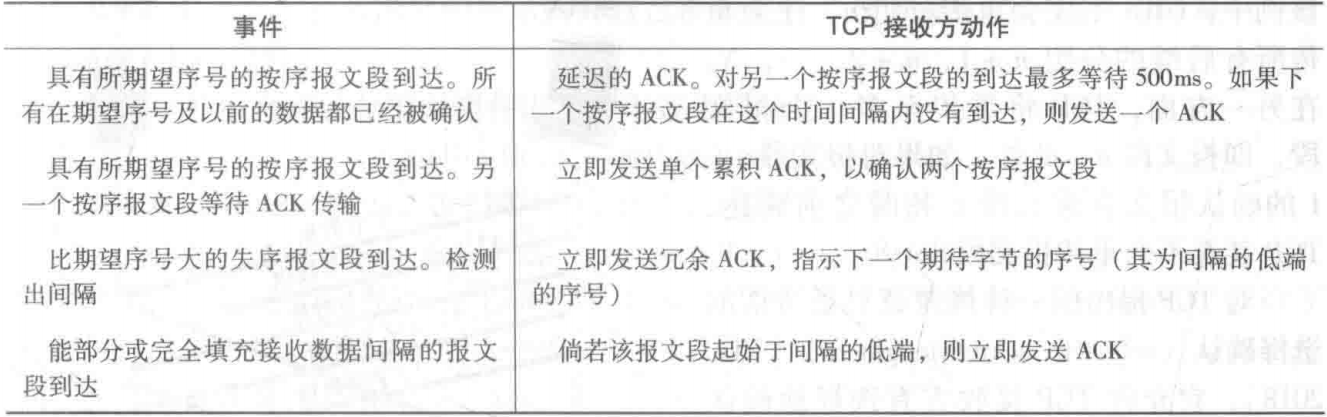 事件
TCP 接收方动作
具有所期望序号的按序报文段到达。所
有在期望序号及以前的数据都已经被确认
延迟的 ACK。对另一个按序报文段的到达最多等待 500ms。如果下
一个按序报文段在这个时间间隔内没有到达，则发送一个 ACK
具有所期望序号的按序报文段到达。另
一个按序报文段等待 ACK 传输
立即发送单个累积 ACK，以确认两个按序报文段
比期望序号大的失序报文段到达。检测
出间隔
立即发送冗余 ACK，指示下一个期待字节的序号（其为间隔的低端
的序号）
能部分或完全填充接收数据间隔的报文
段到达
倘若该报文段起始于间隔的低端，则立即发送 ACK